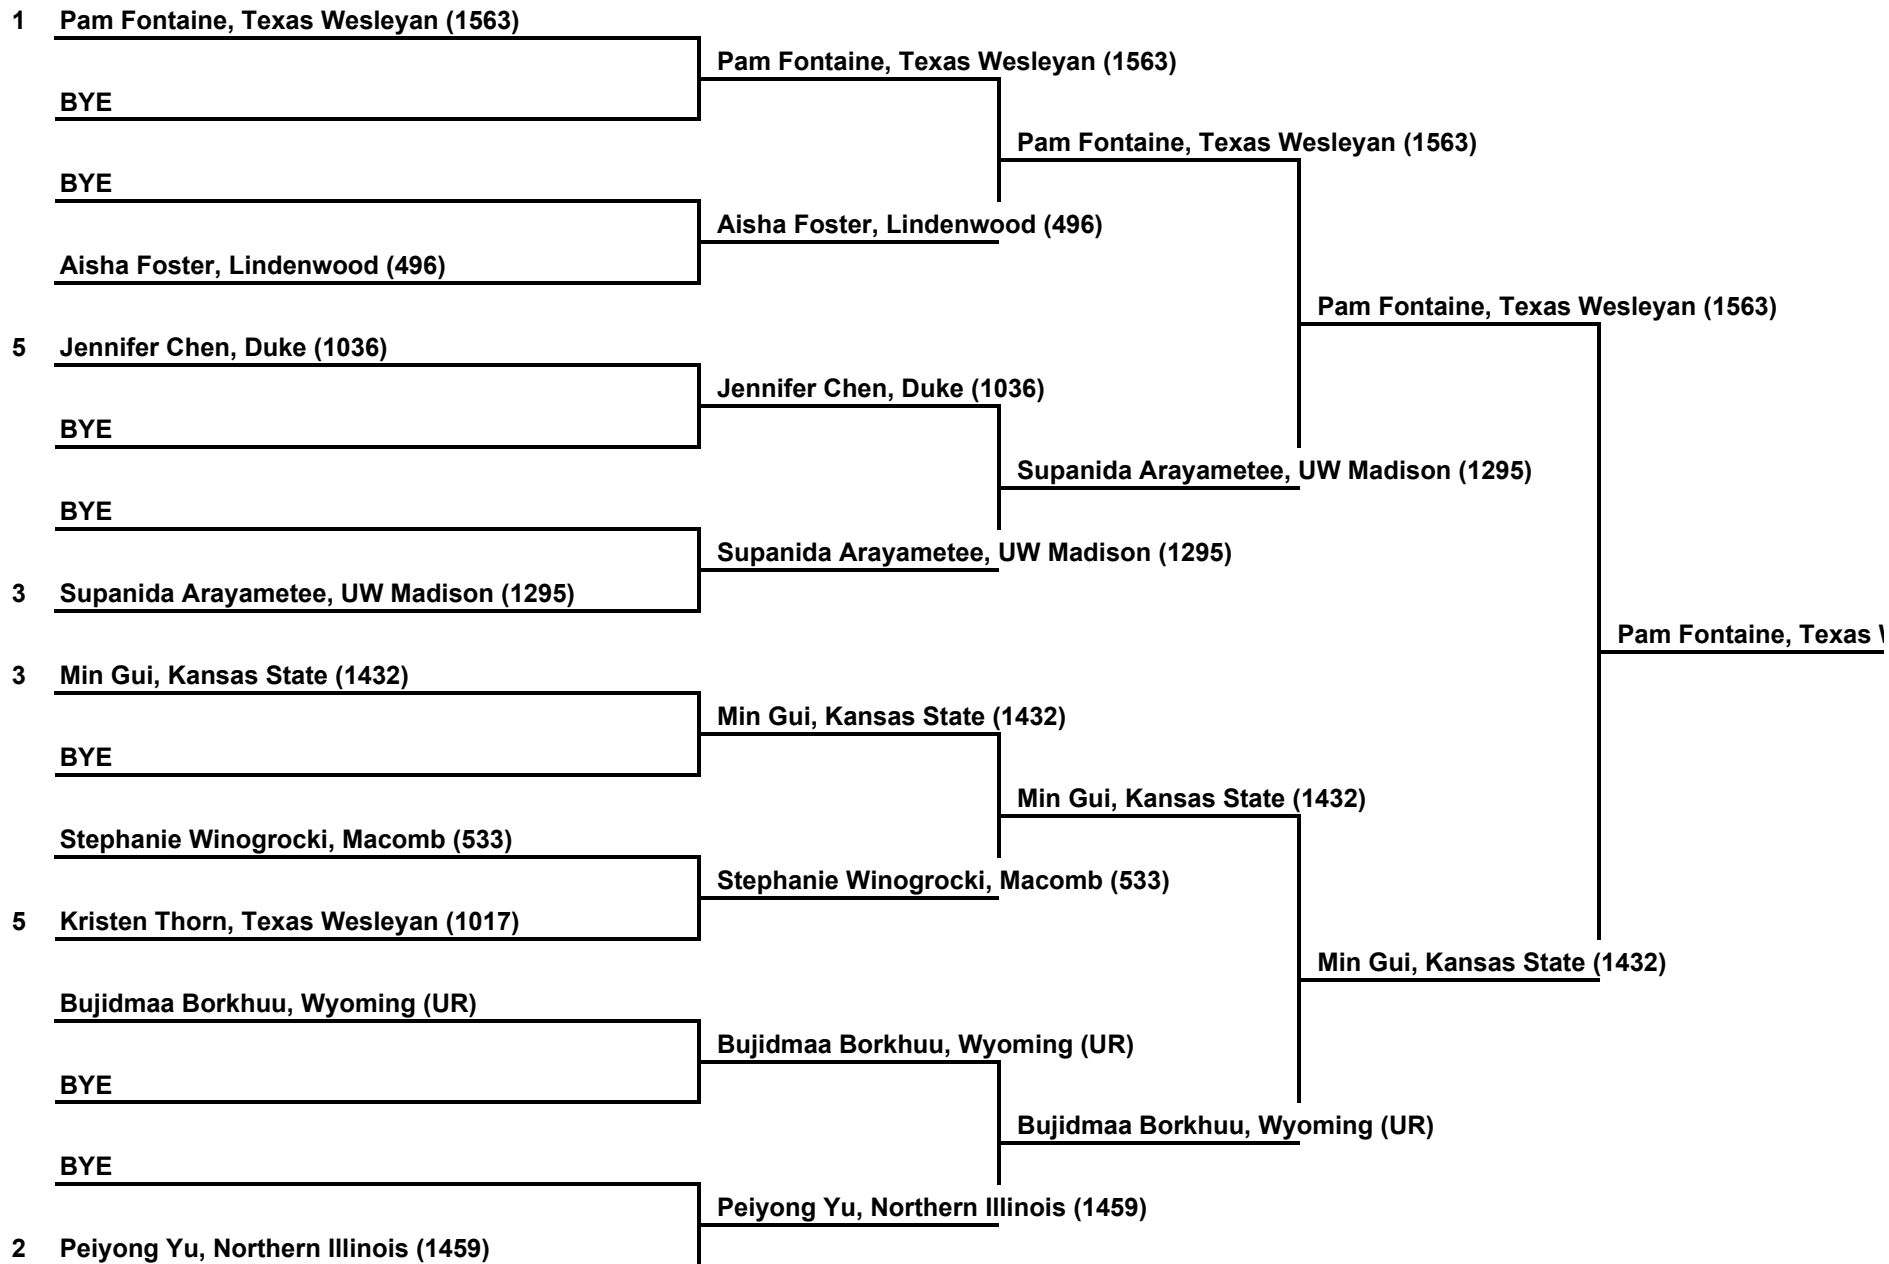 1 Pam Fontaine, Texas Wesleyan (1563)
Pam Fontaine, Texas Wesleyan (1563)
BYE
Pam Fontaine, Texas Wesleyan (1563)
BYE
Aisha Foster, Lindenwood (496)
Aisha Foster, Lindenwood (496)
Pam Fontaine, Texas Wesleyan (1563)
5 Jennifer Chen, Duke (1036)
Jennifer Chen, Duke (1036)
BYE
Supanida Arayametee, UW Madison (1295)
BYE
Supanida Arayametee, UW Madison (1295)
3 Supanida Arayametee, UW Madison (1295)
Pam Fontaine, Texas
3 Min Gui, Kansas State (1432)
Min Gui, Kansas State (1432)
BYE
Min Gui, Kansas State (1432)
Stephanie Winogrocki, Macomb (533)
Stephanie Winogrocki, Macomb (533)
5 Kristen Thorn, Texas Wesleyan (1017)
Min Gui, Kansas State (1432)
Bujidmaa Borkhuu, Wyoming (UR)
Bujidmaa Borkhuu, Wyoming (UR)
BYE
Bujidmaa Borkhuu, Wyoming (UR)
BYE
Peiyong Yu, Northern Illinois (1459)
2 Peiyong Yu, Northern Illinois (1459)